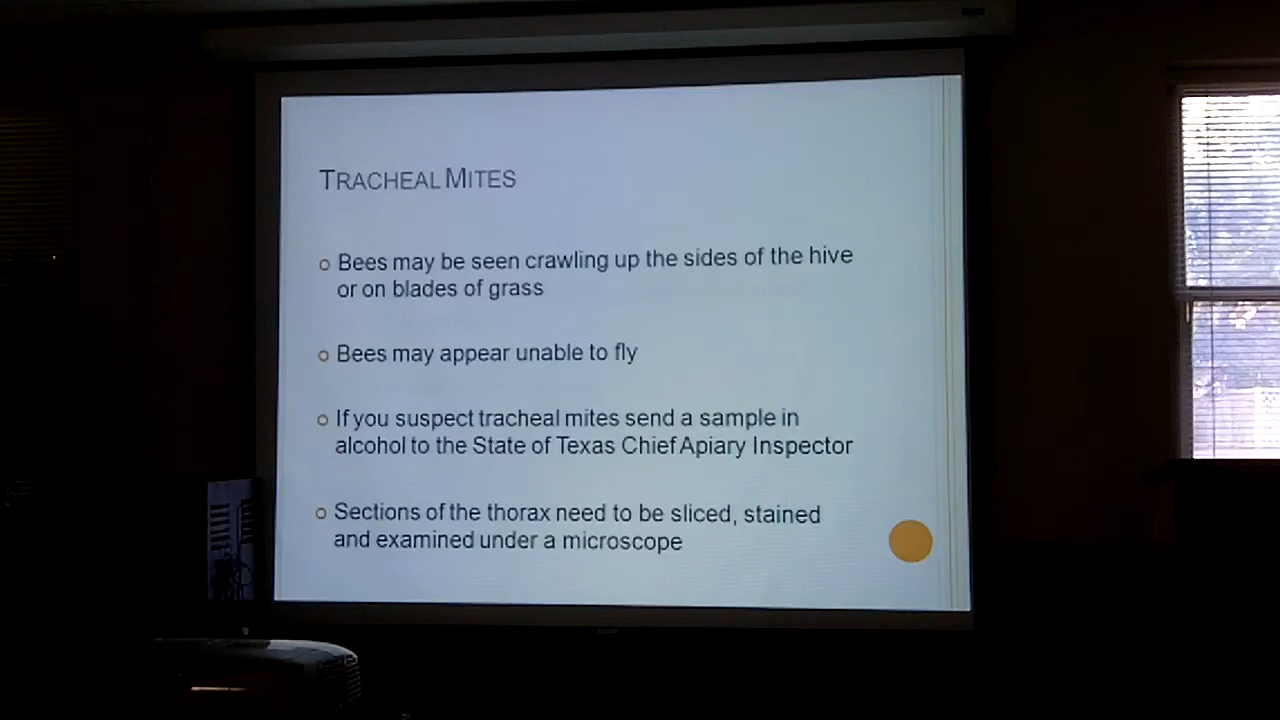 TRACHEAL MITES
Bees may be seen crawling up the sides of the hive
or on blades of grass
Bees may appear unable to fly
If you suspect tracheal mites send a sample in
alcohol to the State of Texas Chief Apiary Inspector
Sections of the thorax need to be sliced, stained
and examined under a microscope